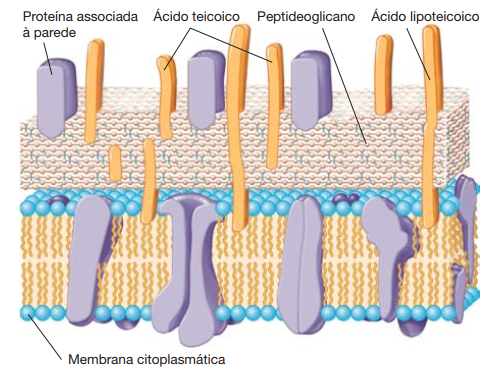 Proteína associada
à parede
Ácido teicoico
Peptideoglicano
Ácido lipoteicoico
Membrana citoplasmática